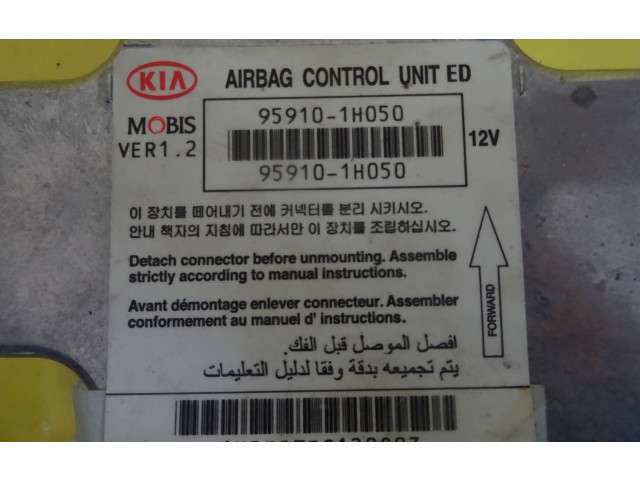 KIA AIRBAG CONTROL UNIT ED
95910-1H050
MOBIS
VER1.2
12V
95910-1H050
이 장치를 떼어내기 전에 커넥터를 분리 시키시오.
안내 책자의 지침에 따라서만 이 장치를 조립하십시오.
Detach connector before unmounting. Assemble
strictly according to manual instructions.
FORWARD
Avant démontage enlever connecteur. Assembler
conformement au manuel d' instructions.
افصل الموصل قبل الفك.
يتم تجميعه بدقة وفقا لدليل التعليمات